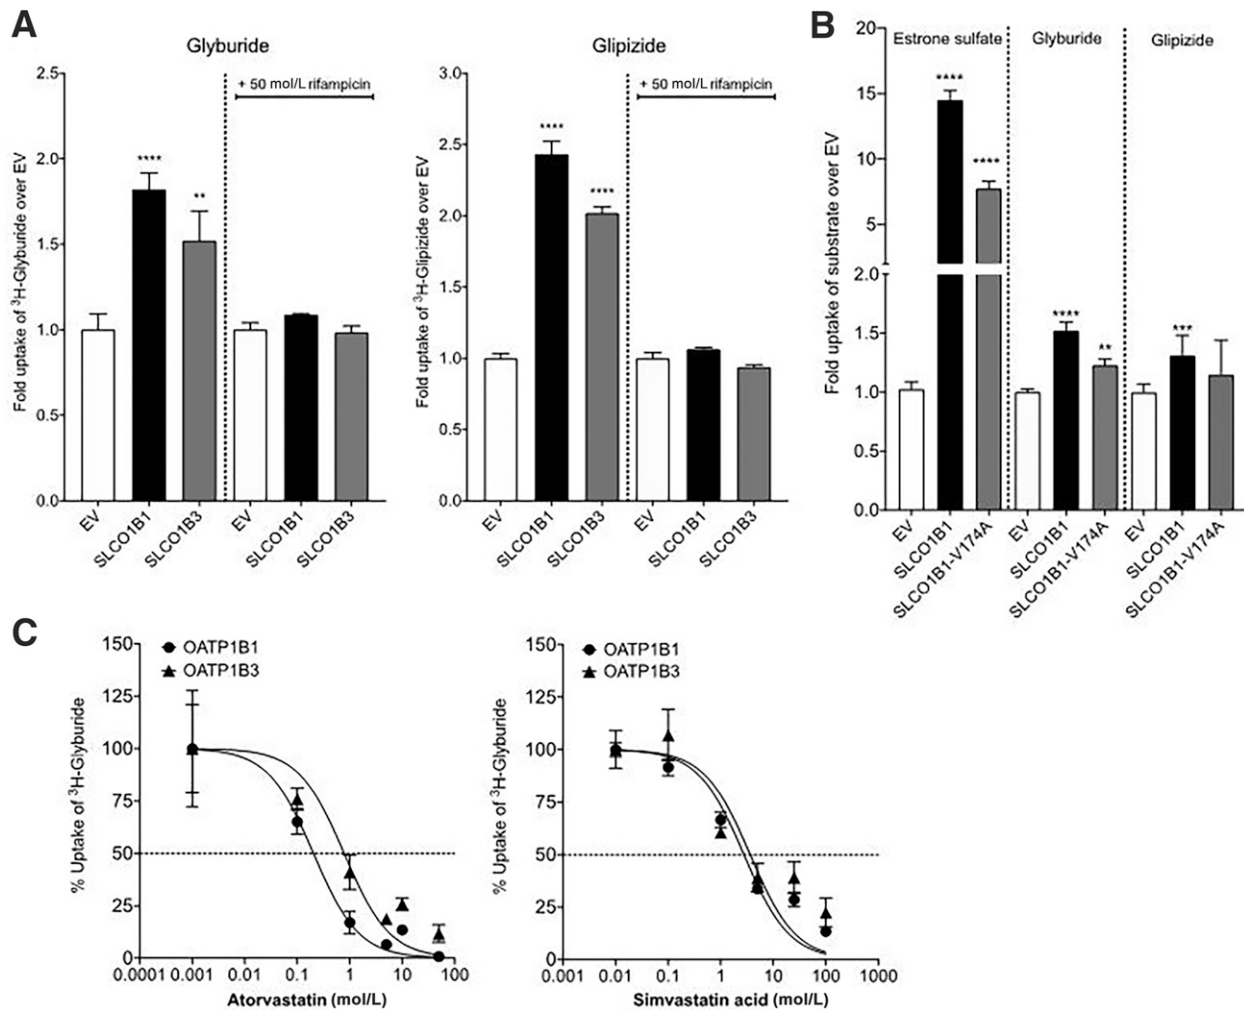 A
Glyburide
Fold uptake of ³H-Glyburide over EV
2.5
2.0
1.5
1.0
0.5
0.0
+ 50 mol/L rifampicin
****
**
EV
SLCO1B1
SLCO1B3
EV
SLCO1B1
SLCO1B3
Glipizide
Fold uptake of ³H-Glipizide over EV
3.0
2.5
2.0
1.5
1.0
0.5
0.0
+ 50 mol/L rifampicin
****
****
EV
SLCO1B1
SLCO1B3
EV
SLCO1B1
SLCO1B3
B
Fold uptake of substrate over EV
20
15
10
5
2.0
1.5
1.0
0.5
0.0
Estrone sulfate
Glyburide
Glipizide
****
****
****
**
***
EV
SLCO1B1
SLCO1B1-V174A
EV
SLCO1B1
SLCO1B1-V174A
EV
SLCO1B1
SLCO1B1-V174A
C
% Uptake of ³H-Glyburide
150
125
100
75
50
25
0
OATP1B1
OATP1B3
0.0001 0.001 0.01 0.1 1 10 100
Atorvastatin (mol/L)
% Uptake of ³H-Glyburide
150
125
100
75
50
25
0
OATP1B1
OATP1B3
0.001 0.01 0.1 1 10 100 1000
Simvastatin acid (mol/L)